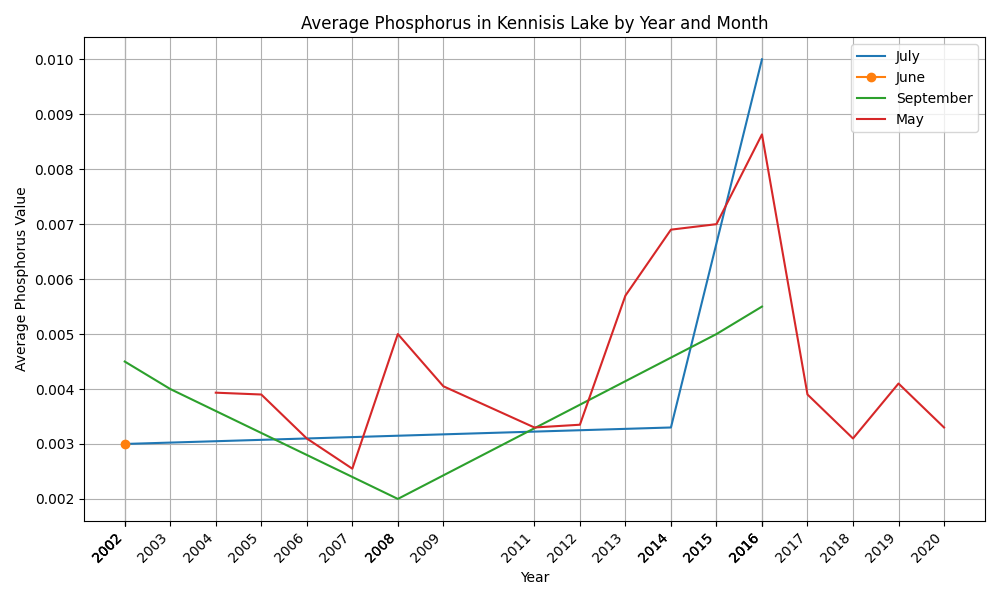 Average Phosphorus in Kennisis Lake by Year and Month
July
June
September
May
Average Phosphorus Value
0.010
0.009
0.008
0.007
0.006
0.005
0.004
0.003
0.002
2002 2003 2004 2005 2006 2007 2008 2009 2011 2012 2013 2014 2015 2016 2017 2018 2019 2020
Year